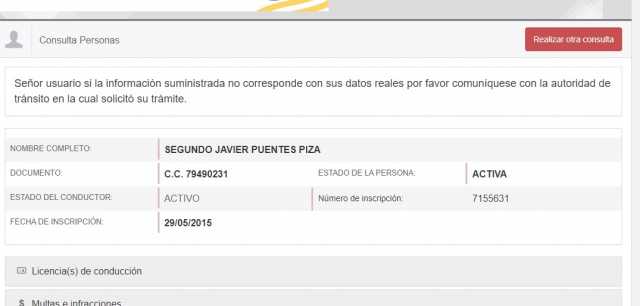 Consulta Personas
Realizar otra consulta
Señor usuario si la información suministrada no corresponde con sus datos reales por favor comuníquese con la autoridad de
tránsito en la cual solicitó su trámite.
NOMBRE COMPLETO: SEGUNDO JAVIER PUENTES PIZA
DOCUMENTO: C.C. 79490231 ESTADO DE LA PERSONA: ACTIVA
ESTADO DEL CONDUCTOR: ACTIVO Número de inscripción: 7155631
FECHA DE INSCRIPCIÓN: 29/05/2015
Licencia(s) de conducción
$ Multas e infracciones